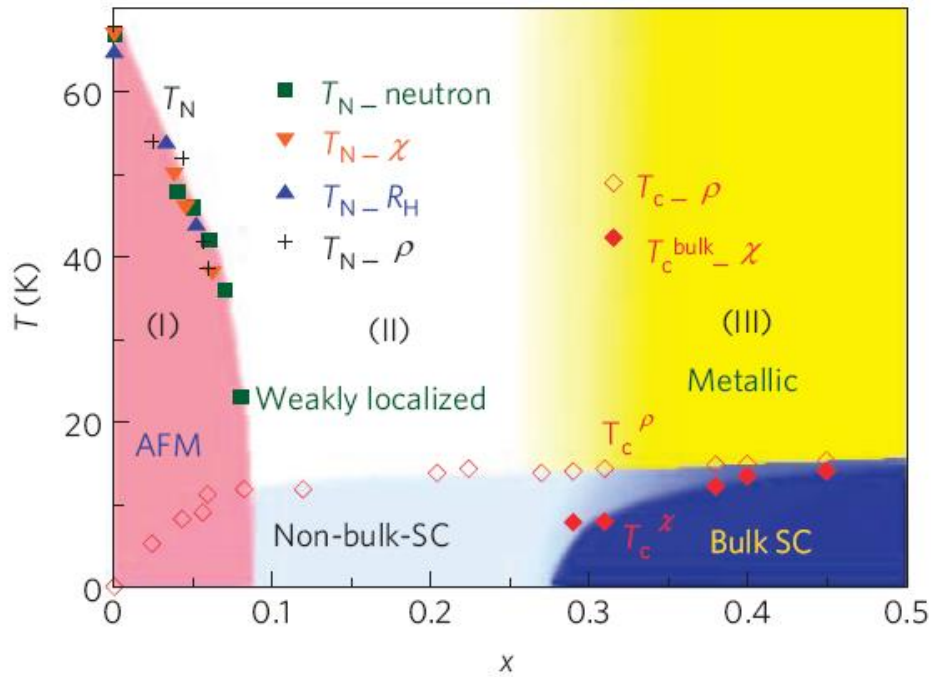 T (K)
60
40
20
0
T_N
T_N_ neutron
T_N_ χ
T_N_ R_H
T_N_ ρ
T_c_ ρ
T_c^bulk_ χ
(I)
(II)
(III)
AFM
Weakly localized
Metallic
T_c^ρ
Non-bulk-SC
T_c^χ
Bulk SC
0 0.1 0.2 0.3 0.4 0.5
x